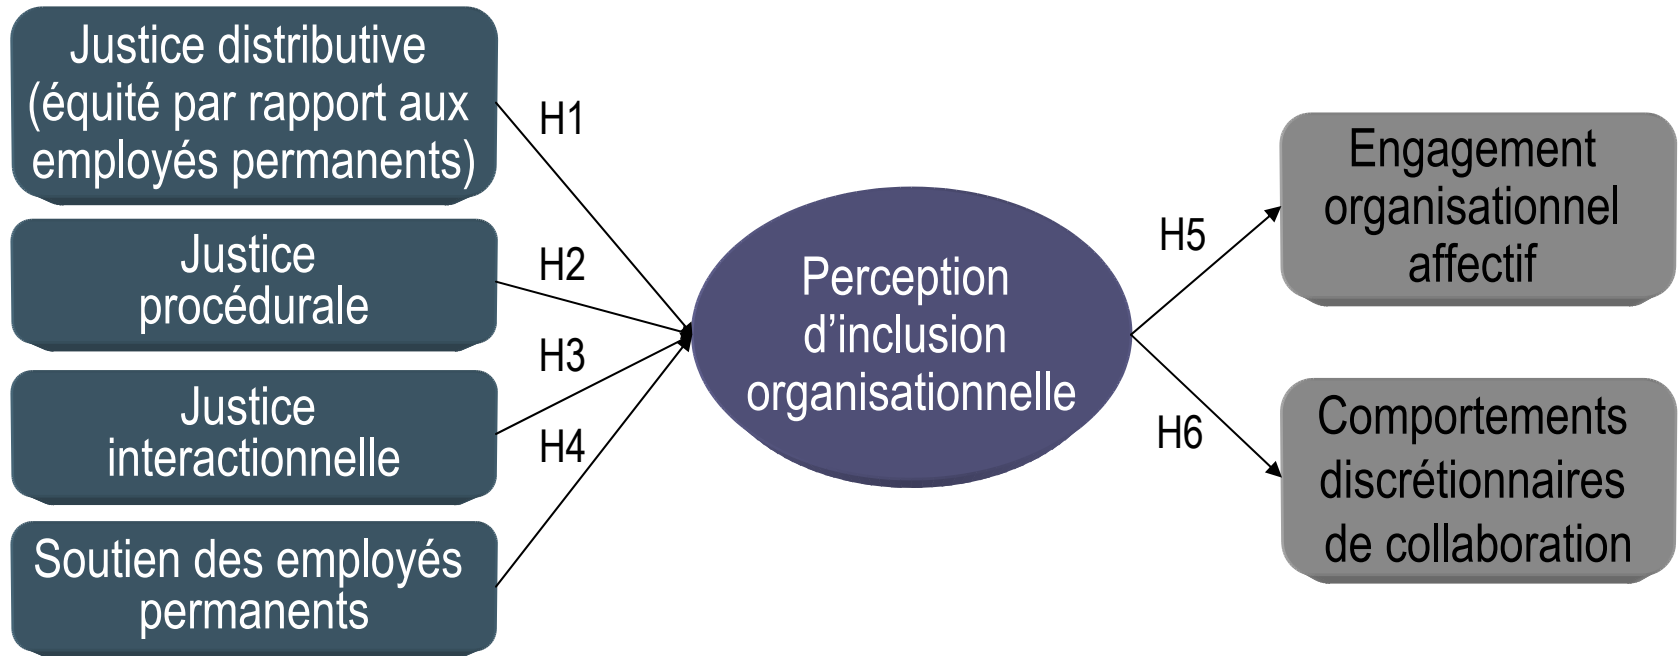 Justice distributive
(équité par rapport aux
employés permanents)
H1
Justice
procédurale
H2
Justice
interactionnelle
H3
Soutien des employés
permanents
H4
Perception
d’inclusion
organisationnelle
H5
Engagement
organisationnel
affectif
H6
Comportements
discrétionnaires
de collaboration